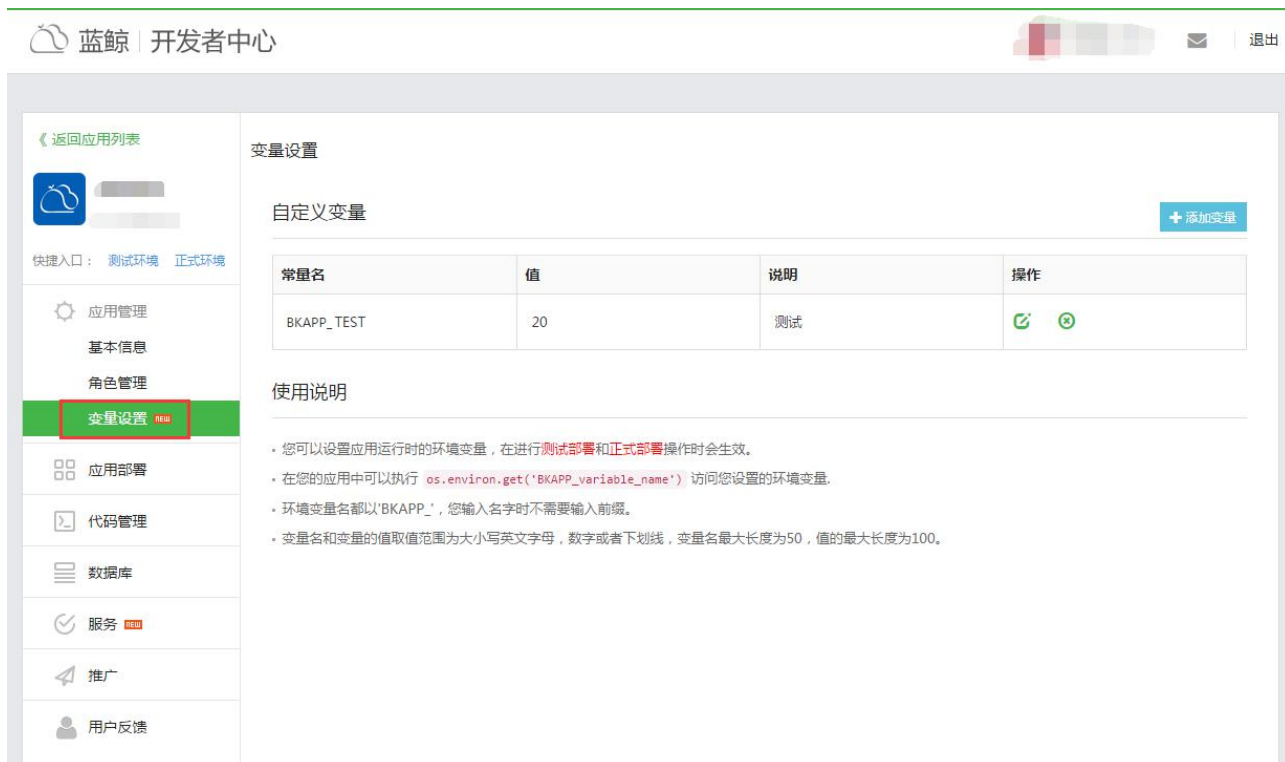 蓝鲸 | 开发者中心
退出
《 返回应用列表
快捷入口： 测试环境 正式环境
应用管理
基本信息
角色管理
变量设置 NEW
应用部署
代码管理
数据库
服务 NEW
推广
用户反馈
变量设置
自定义变量
+ 添加变量
常量名 值 说明 操作
BKAPP_TEST 20 测试
使用说明
• 您可以设置应用运行时的环境变量，在进行测试部署和正式部署操作时会生效。
• 在您的应用中可以执行 os.environ.get('BKAPP_variable_name') 访问您设置的环境变量.
• 环境变量名都以'BKAPP_'，您输入名字时不需要输入前缀。
• 变量名和变量的值取值范围为大小写英文字母，数字或者下划线，变量名最大长度为50，值的最大长度为100。